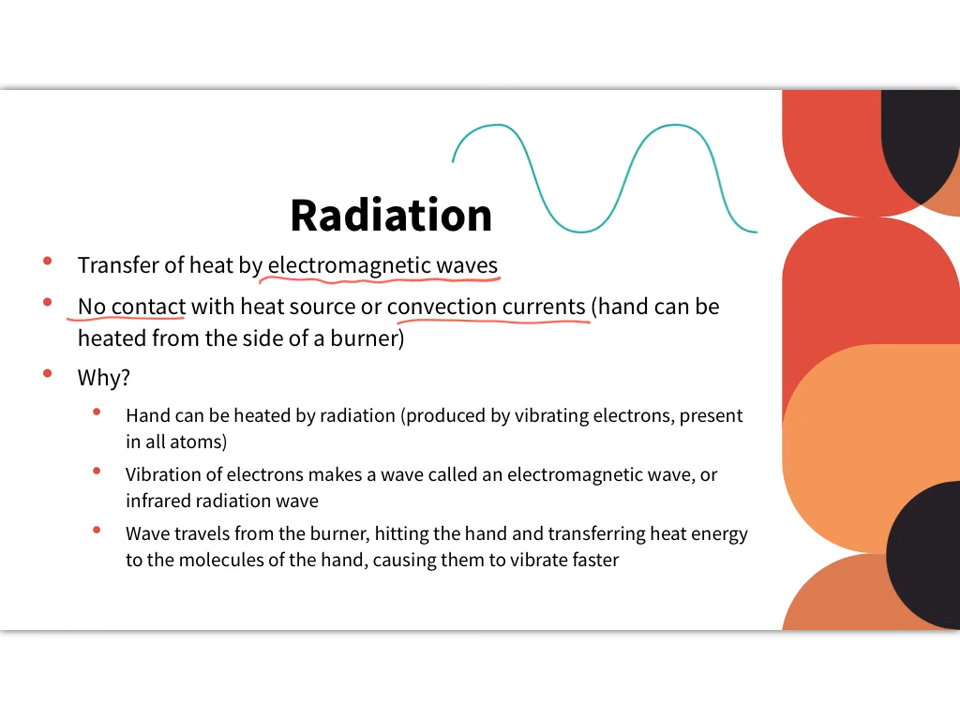 Radiation
Transfer of heat by electromagnetic waves
No contact with heat source or convection currents (hand can be
heated from the side of a burner)
Why?
Hand can be heated by radiation (produced by vibrating electrons, present
in all atoms)
Vibration of electrons makes a wave called an electromagnetic wave, or
infrared radiation wave
Wave travels from the burner, hitting the hand and transferring heat energy
to the molecules of the hand, causing them to vibrate faster